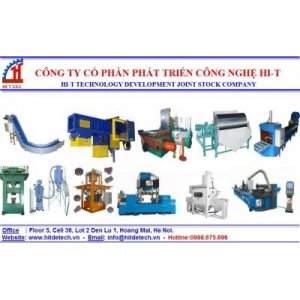 HI-T.JSC
CÔNG TY CỔ PHẦN PHÁT TRIỂN CÔNG NGHỆ HI-T
HI-T TECHNOLOGY DEVELOPMENT JOINT STOCK COMPANY
Office : Floor 5, Cell 36, Lot 2 Den Lu 1, Hoang Mai, Ha Noi.
Website: www.hitdetech.vn - Email: info@hitdetech.vn - Hotline:0988.675.696